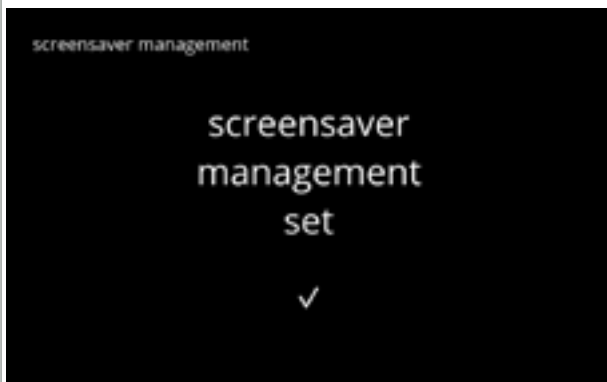 screensaver management
screensaver
management
set
✓